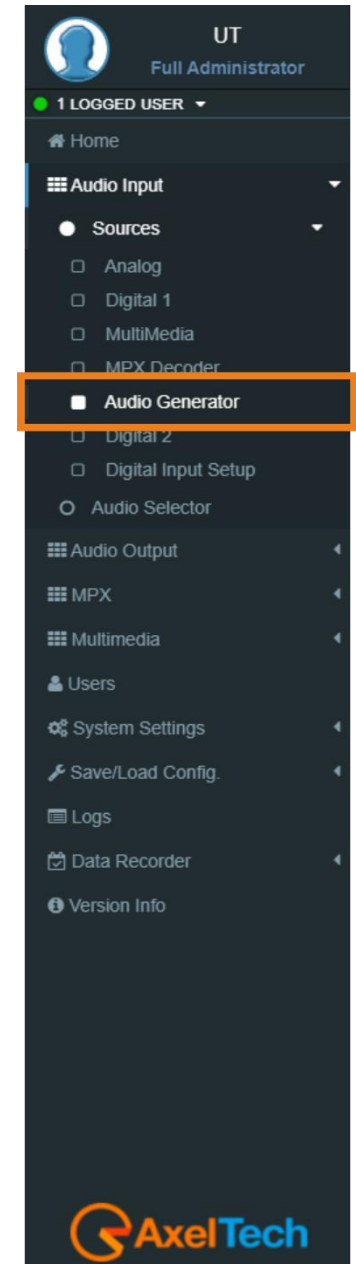 UT
Full Administrator
1 LOGGED USER
Home
Audio Input
Sources
Analog
Digital 1
MultiMedia
MPX Decoder
Audio Generator
Digital 2
Digital Input Setup
Audio Selector
Audio Output
MPX
Multimedia
Users
System Settings
Save/Load Config.
Logs
Data Recorder
Version Info
AxelTech